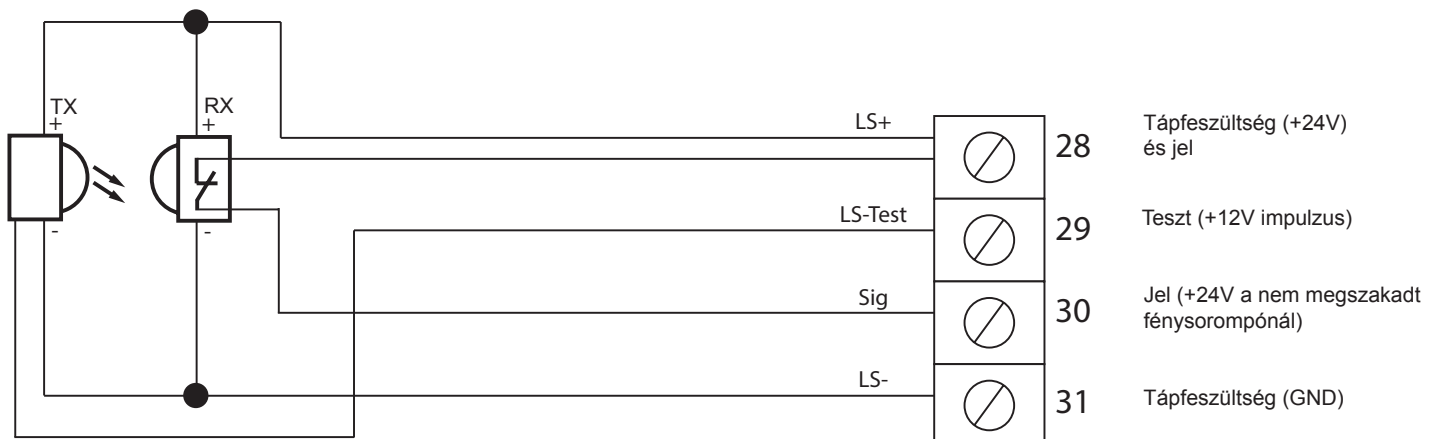 TX
+
-
RX
+
-
LS+
28
Tápfeszültség (+24V)
és jel
LS-Test
29
Teszt (+12V impulzus)
Sig
30
Jel (+24V a nem megszakadt
fénysorompónál)
LS-
31
Tápfeszültség (GND)